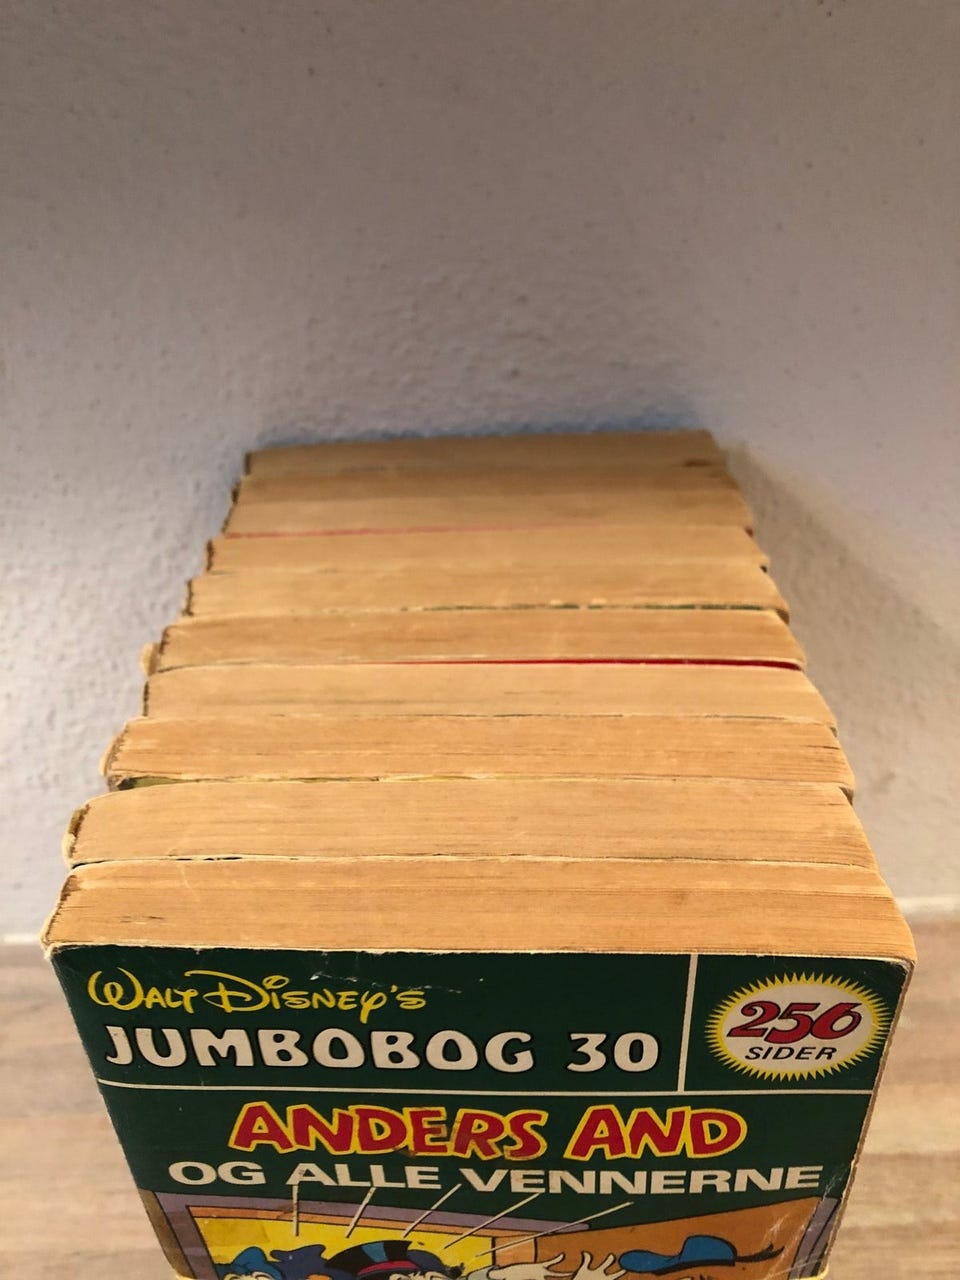 Walt Disney's
JUMBOBOG 30
256
SIDER
ANDERS AND
OG ALLE VENNERNE